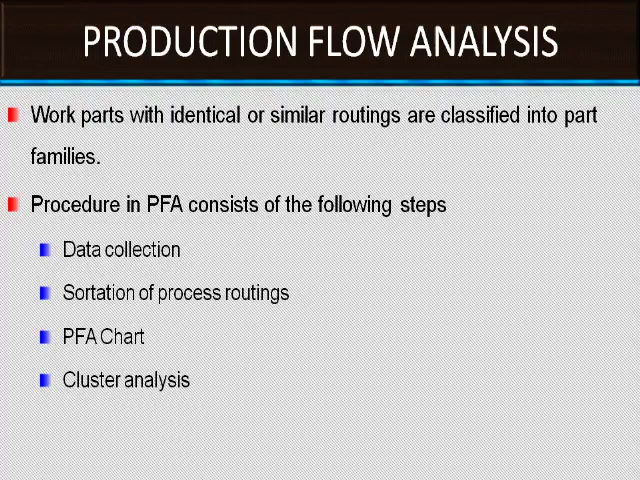 PRODUCTION FLOW ANALYSIS
Work parts with identical or similar routings are classified into part
families.
Procedure in PFA consists of the following steps
Data collection
Sortation of process routings
PFA Chart
Cluster analysis